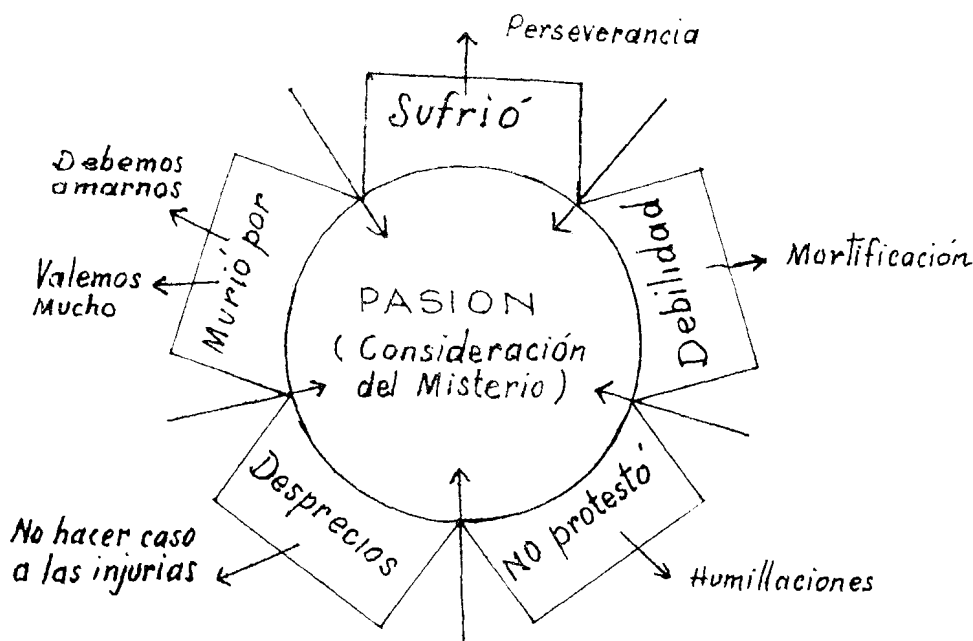 Perseverancia
Sufrió
Debemos
amarnos
Murió por
Valemos
Mucho
Debilidad
Mortificación
PASION
( Consideración
del Misterio )
Desprecios
No protestó
No hacer caso
a las injurias
Humillaciones